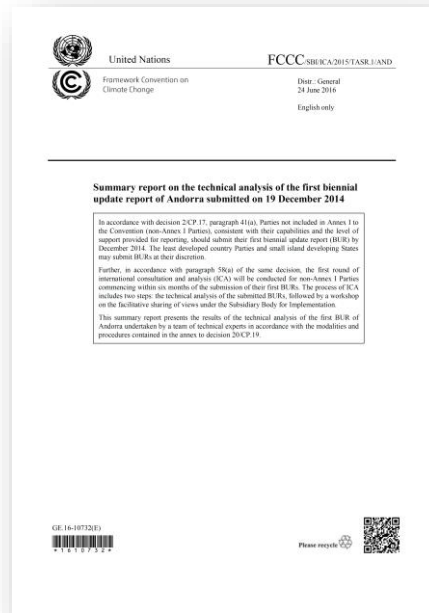 United Nations
FCCC/SBI/ICA/2015/TASR.1/AND
Framework Convention on
Climate Change
Distr.: General
24 June 2016
English only
Summary report on the technical analysis of the first biennial
update report of Andorra submitted on 19 December 2014
In accordance with decision 2/CP.17, paragraph 41(a), Parties not included in Annex I to
the Convention (non-Annex I Parties), consistent with their capabilities and the level of
support provided for reporting, should submit their first biennial update report (BUR) by
December 2014. The least developed country Parties and small island developing States
may submit BURs at their discretion.
Further, in accordance with paragraph 58(a) of the same decision, the first round of
international consultation and analysis (ICA) will be conducted for non-Annex I Parties
commencing within six months of the submission of their first BURs. The process of ICA
includes two steps: the technical analysis of the submitted BURs, followed by a workshop
on the facilitative sharing of views under the Subsidiary Body for Implementation.
This summary report presents the results of the technical analysis of the first BUR of
Andorra undertaken by a team of technical experts in accordance with the modalities and
procedures contained in the annex to decision 20/CP.19.
GE.16-10732(E)
*1610732*
Please recycle